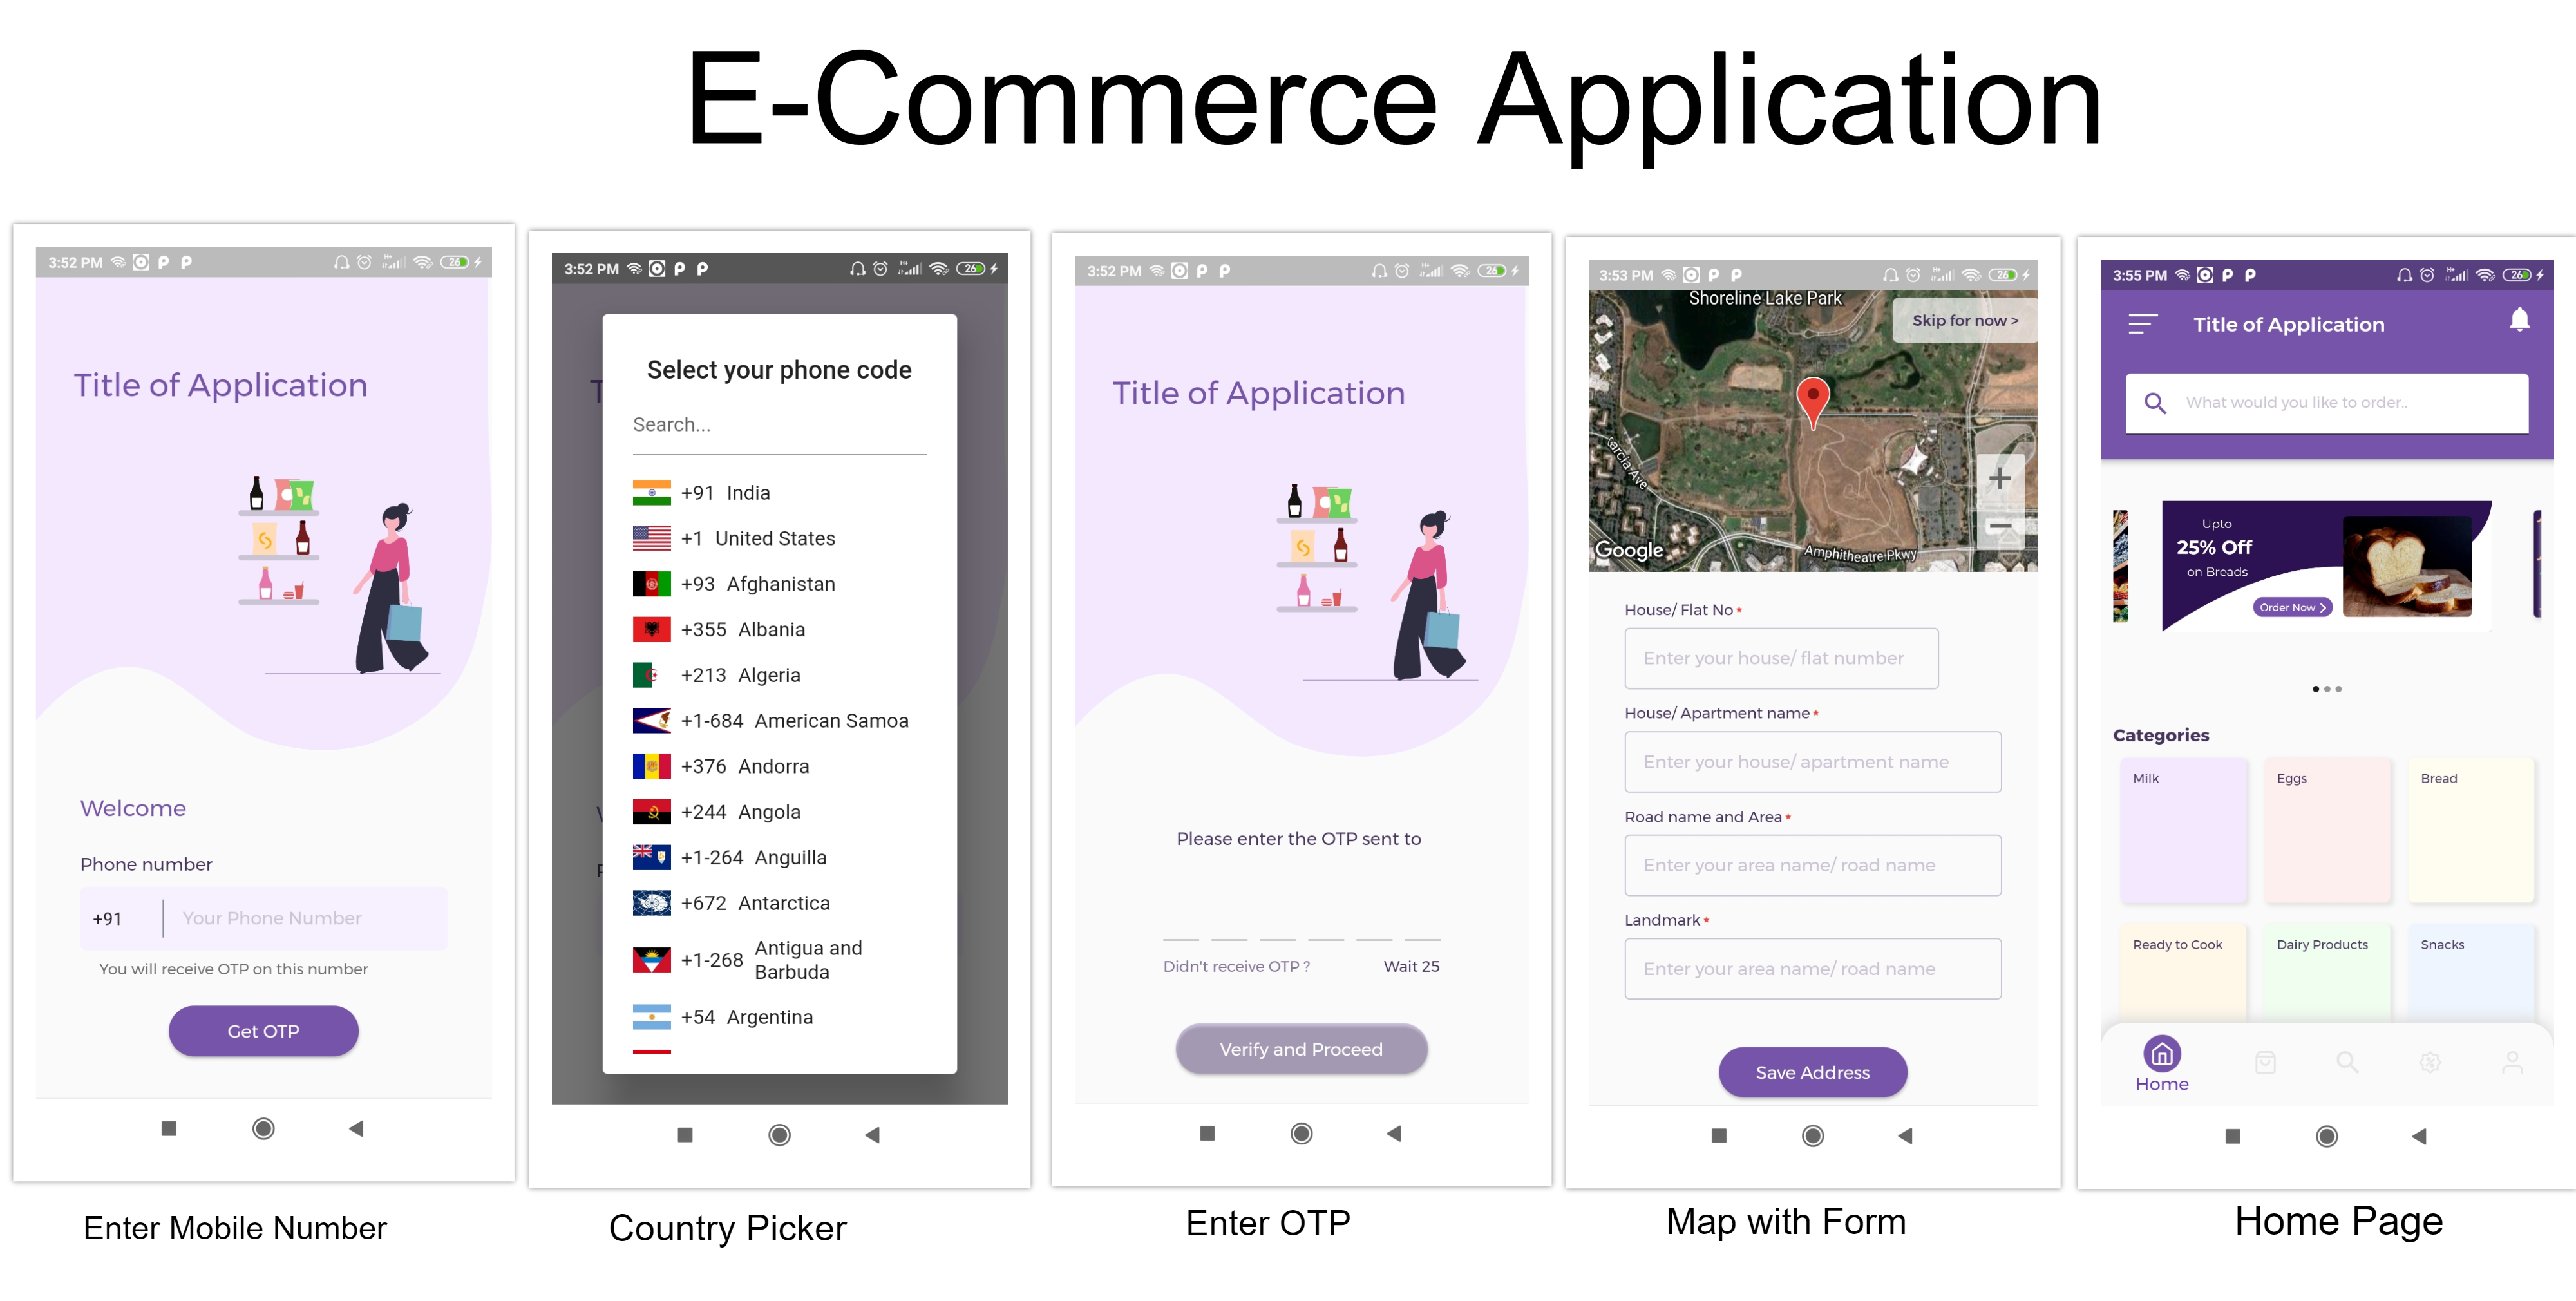 E-Commerce Application
3:52 PM
26
Title of Application
Welcome
Phone number
+91
Your Phone Number
You will receive OTP on this number
Get OTP
Enter Mobile Number
3:52 PM
26
Select your phone code
Search...
+91 India
+1 United States
+93 Afghanistan
+355 Albania
+213 Algeria
+1-684 American Samoa
+376 Andorra
+244 Angola
+1-264 Anguilla
+672 Antarctica
+1-268 Antigua and
Barbuda
+54 Argentina
Country Picker
3:52 PM
26
Title of Application
Please enter the OTP sent to
Didn't receive OTP ?
Wait 25
Verify and Proceed
Enter OTP
3:53 PM
26
Shoreline Lake Park
Skip for now >
Garcia Ave
Google
Amphitheatre Pkwy
House/ Flat No *
Enter your house/ flat number
House/ Apartment name *
Enter your house/ apartment name
Road name and Area *
Enter your area name/ road name
Landmark *
Enter your area name/ road name
Save Address
Map with Form
3:55 PM
26
Title of Application
What would you like to order..
Upto
25% Off
on Breads
Order Now >
Categories
Milk
Eggs
Bread
Ready to Cook
Dairy Products
Snacks
Home
Home Page